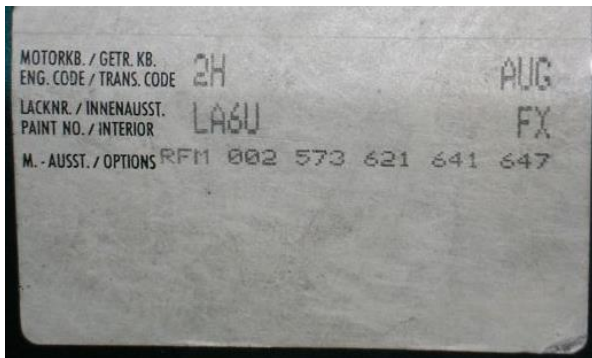 MOTORKB. / GETR. KB.
ENG. CODE / TRANS. CODE 2H AUG
LACKNR. / INNENAUSST.
PAINT NO. / INTERIOR LA6U FX
M. - AUSST. / OPTIONS RFM 002 573 621 641 647